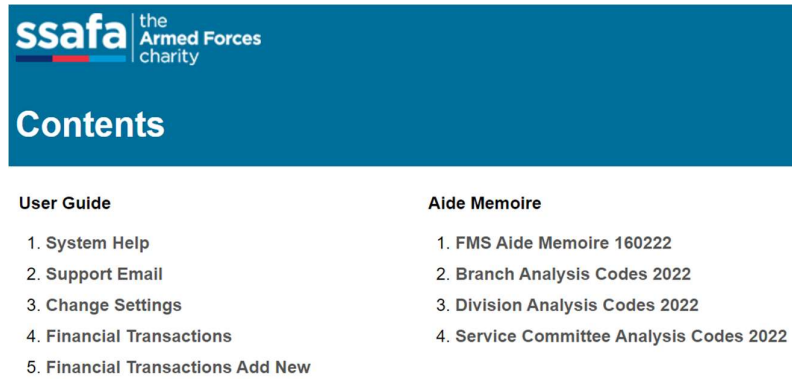 ssafa the
Armed Forces
charity
Contents
User Guide
1. System Help
2. Support Email
3. Change Settings
4. Financial Transactions
5. Financial Transactions Add New
Aide Memoire
1. FMS Aide Memoire 160222
2. Branch Analysis Codes 2022
3. Division Analysis Codes 2022
4. Service Committee Analysis Codes 2022